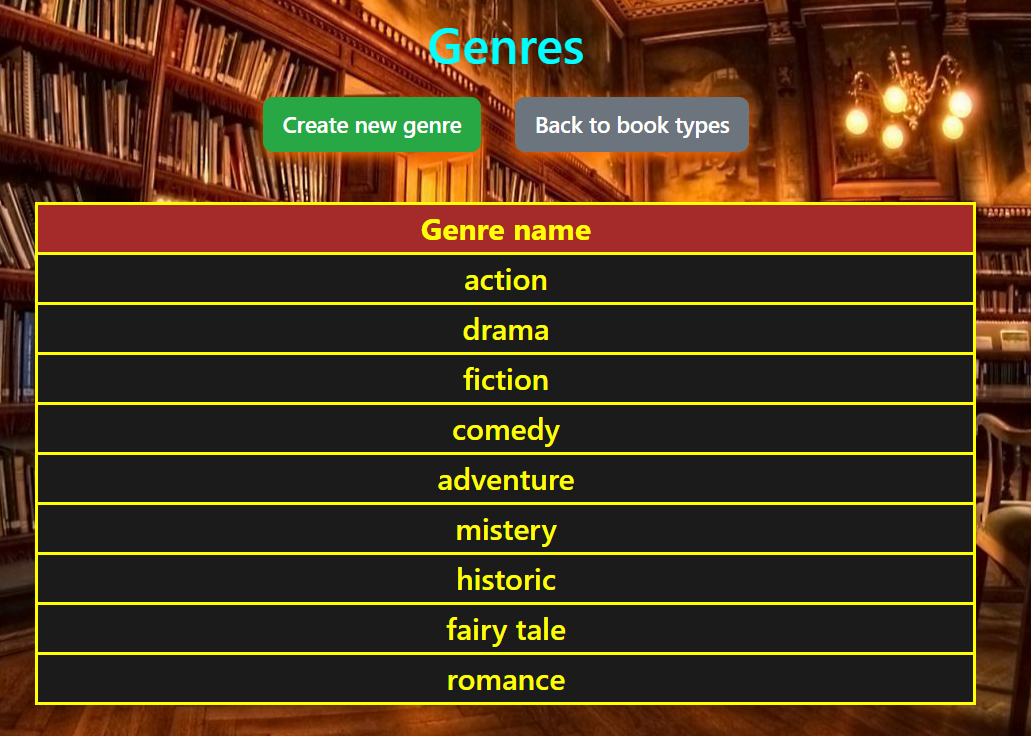 Genres
Create new genre
Back to book types
Genre name
action
drama
fiction
comedy
adventure
mistery
historic
fairy tale
romance